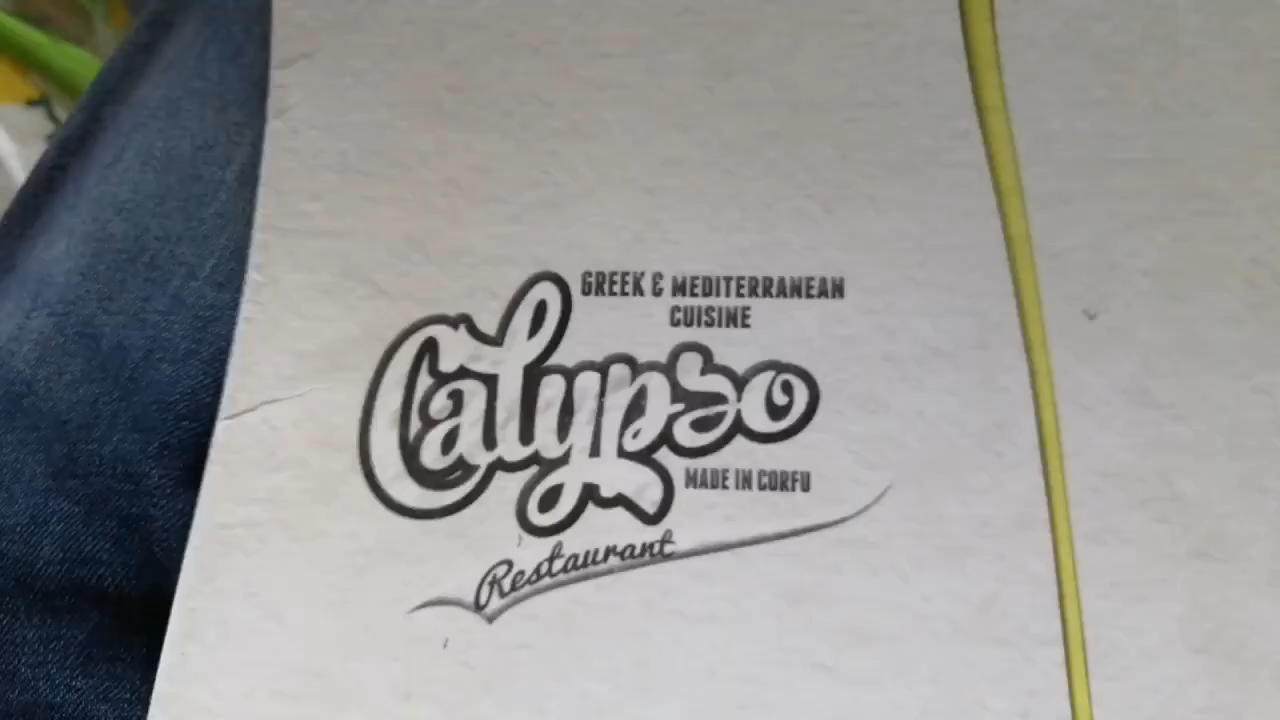 GREEK & MEDITERRANEAN
CUISINE
Calypso
MADE IN CORFU
Restaurant